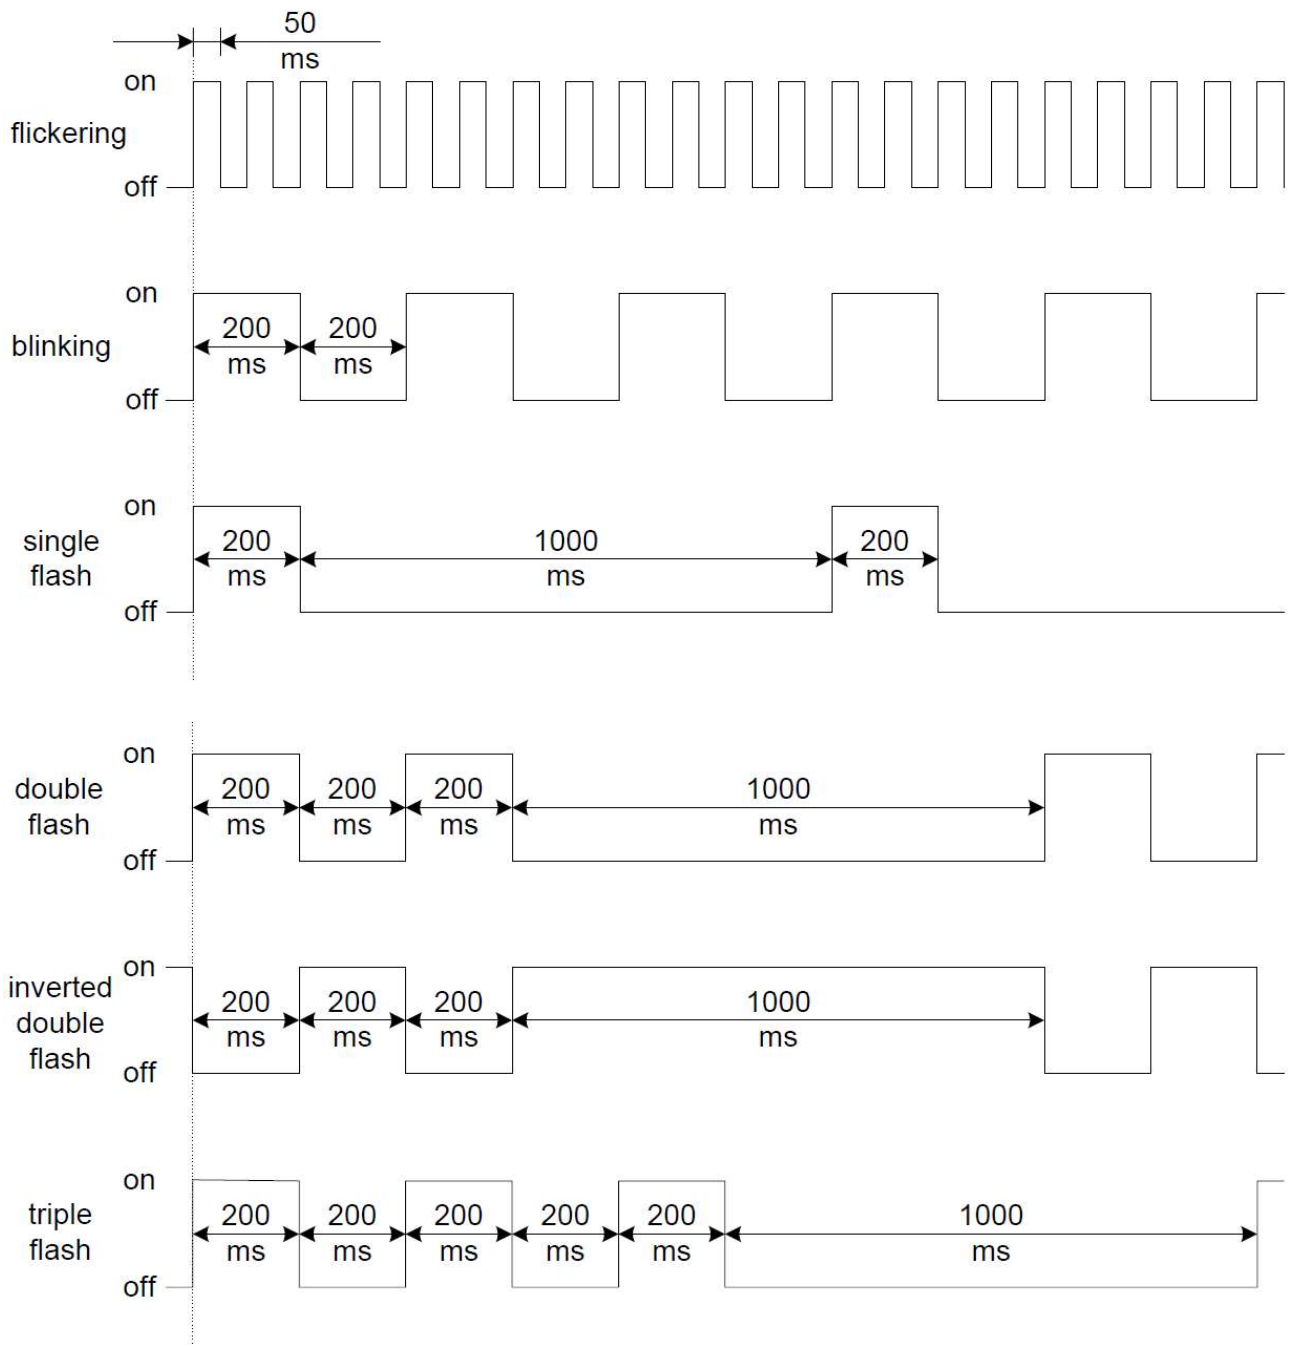 50
ms
on
flickering
off
on
200 200
blinking
ms ms
off
on
single
200 1000 200
flash
ms ms ms
off
on
double
200 200 200 1000
flash
ms ms ms ms
off
on
inverted
200 200 200 1000
double
ms ms ms ms
flash
off
on
triple
200 200 200 200 200 1000
flash
ms ms ms ms ms ms
off